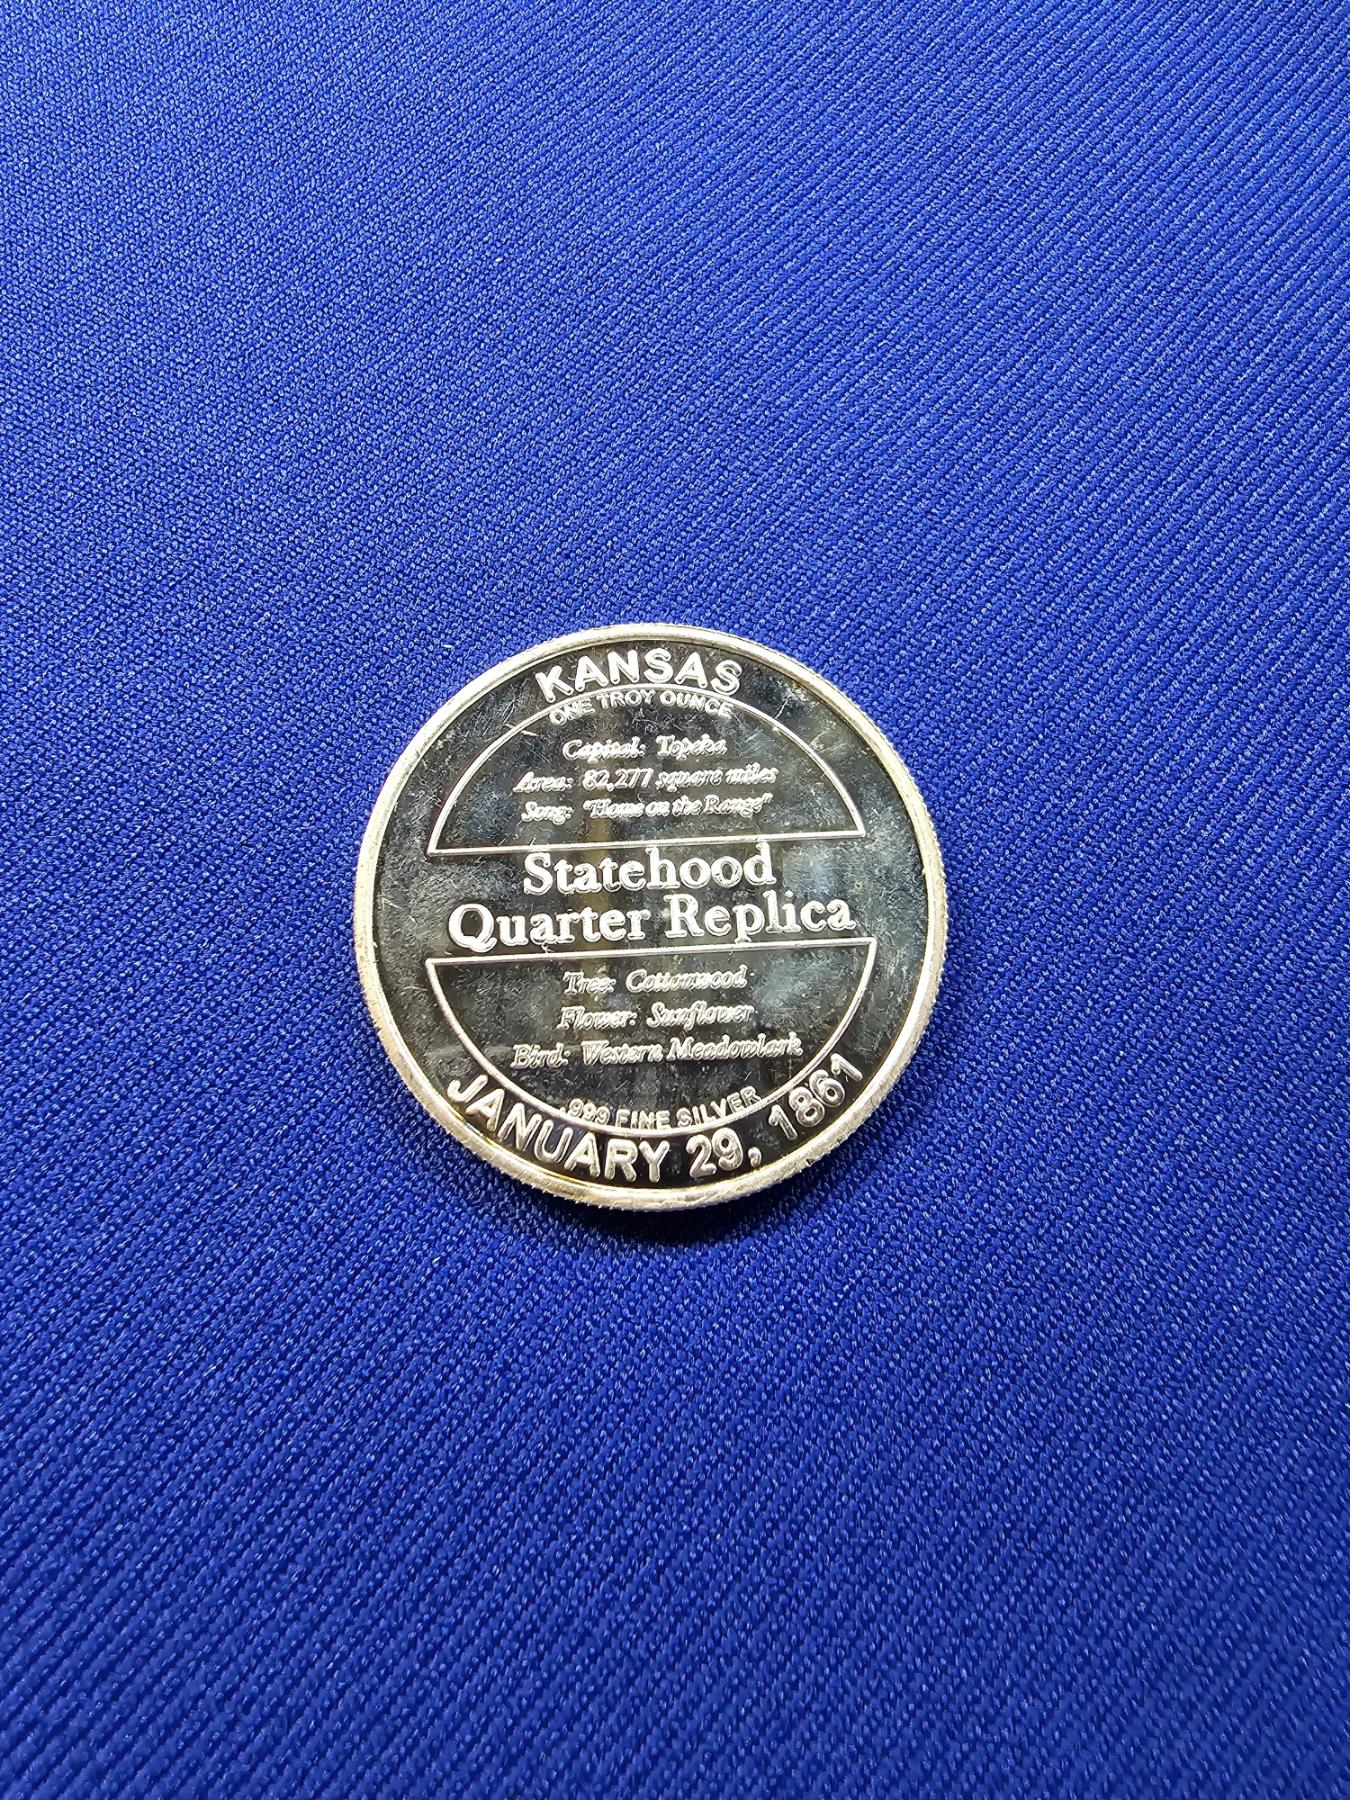 KANSAS
ONE TROY OUNCE
Capital: Topeka
Area: 82,277 square miles
Song: "Home on the Range"
Statehood
Quarter Replica
Tree: Cottonwood
Flower: Sunflower
Bird: Western Meadowlark
.999 FINE SILVER
JANUARY 29, 1861